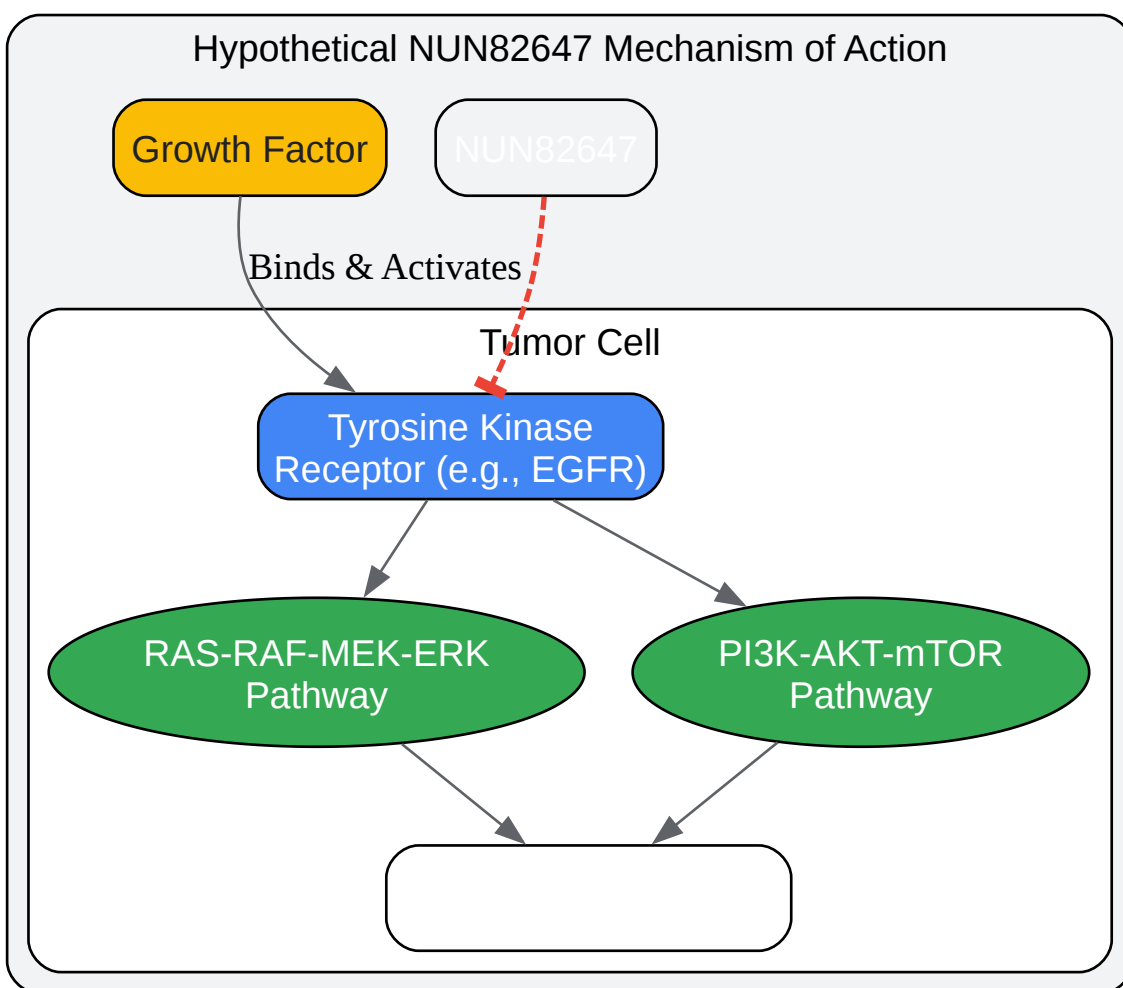 Hypothetical NUN82647 Mechanism of Action
Growth Factor
NUN82647
Binds & Activates
Tumor Cell
Tyrosine Kinase
Receptor (e.g., EGFR)
RAS-RAF-MEK-ERK
Pathway
PI3K-AKT-mTOR
Pathway